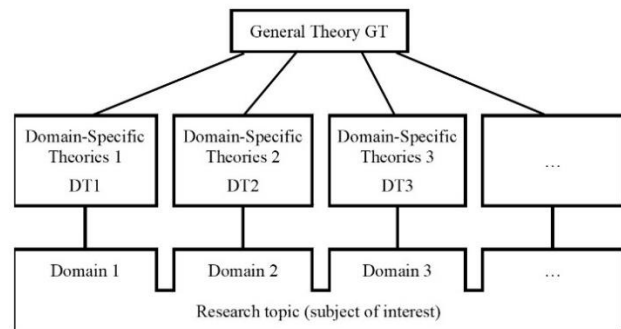 General Theory GT
Domain-Specific
Theories 1
DT1
Domain-Specific
Theories 2
DT2
Domain-Specific
Theories 3
DT3
...
Domain 1
Domain 2
Domain 3
...
Research topic (subject of interest)